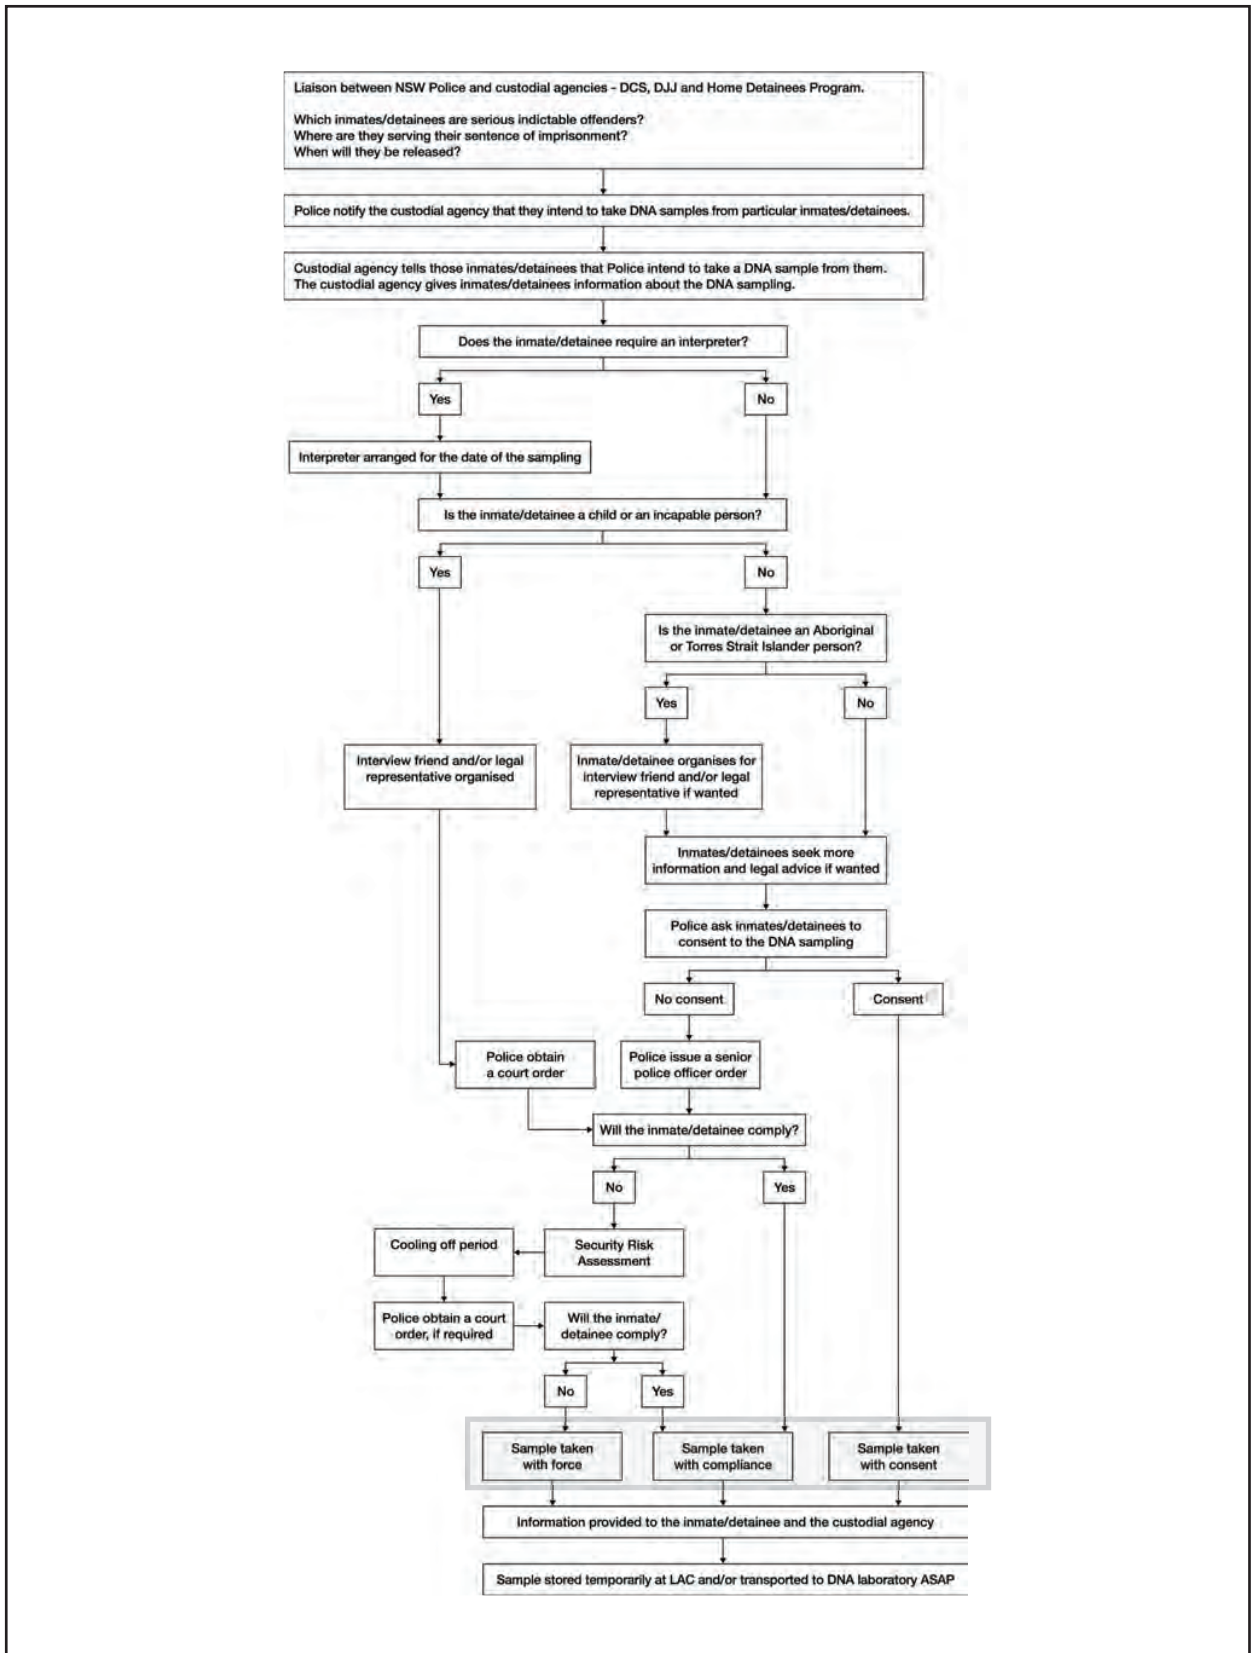 Liaison between NSW Police and custodial agencies - DCS, DJJ and Home Detainees Program.
Which inmates/detainees are serious indictable offenders?
Where are they serving their sentence of imprisonment?
When will they be released?
Police notify the custodial agency that they intend to take DNA samples from particular inmates/detainees.
Custodial agency tells those inmates/detainees that Police intend to take a DNA sample from them.
The custodial agency gives inmates/detainees information about the DNA sampling.
Does the inmate/detainee require an interpreter?
Yes
No
Interpreter arranged for the date of the sampling
Is the inmate/detainee a child or an incapable person?
Yes
No
Is the inmate/detainee an Aboriginal
or Torres Strait Islander person?
Yes
No
Interview friend and/or legal
representative organised
Inmate/detainee organises for
interview friend and/or legal
representative if wanted
Inmates/detainees seek more
information and legal advice if wanted
Police ask inmates/detainees to
consent to the DNA sampling
No consent
Consent
Police obtain
a court order
Police issue a senior
police officer order
Will the inmate/detainee comply?
No
Yes
Cooling off period
Security Risk
Assessment
Police obtain a court
order, if required
Will the inmate/
detainee comply?
No
Yes
Sample taken
with force
Sample taken
with compliance
Sample taken
with consent
Information provided to the inmate/detainee and the custodial agency
Sample stored temporarily at LAC and/or transported to DNA laboratory ASAP